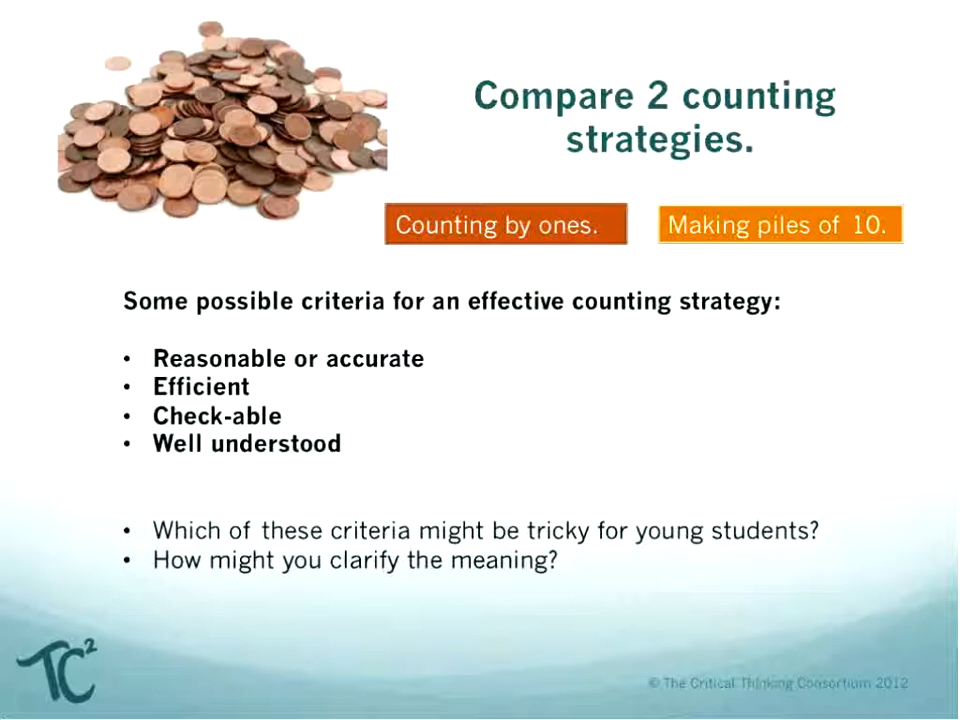 Compare 2 counting
strategies.
Counting by ones.
Making piles of 10.
Some possible criteria for an effective counting strategy:
• Reasonable or accurate
• Efficient
• Check-able
• Well understood
• Which of these criteria might be tricky for young students?
• How might you clarify the meaning?
TC²
© The Critical Thinking Consortium 2012